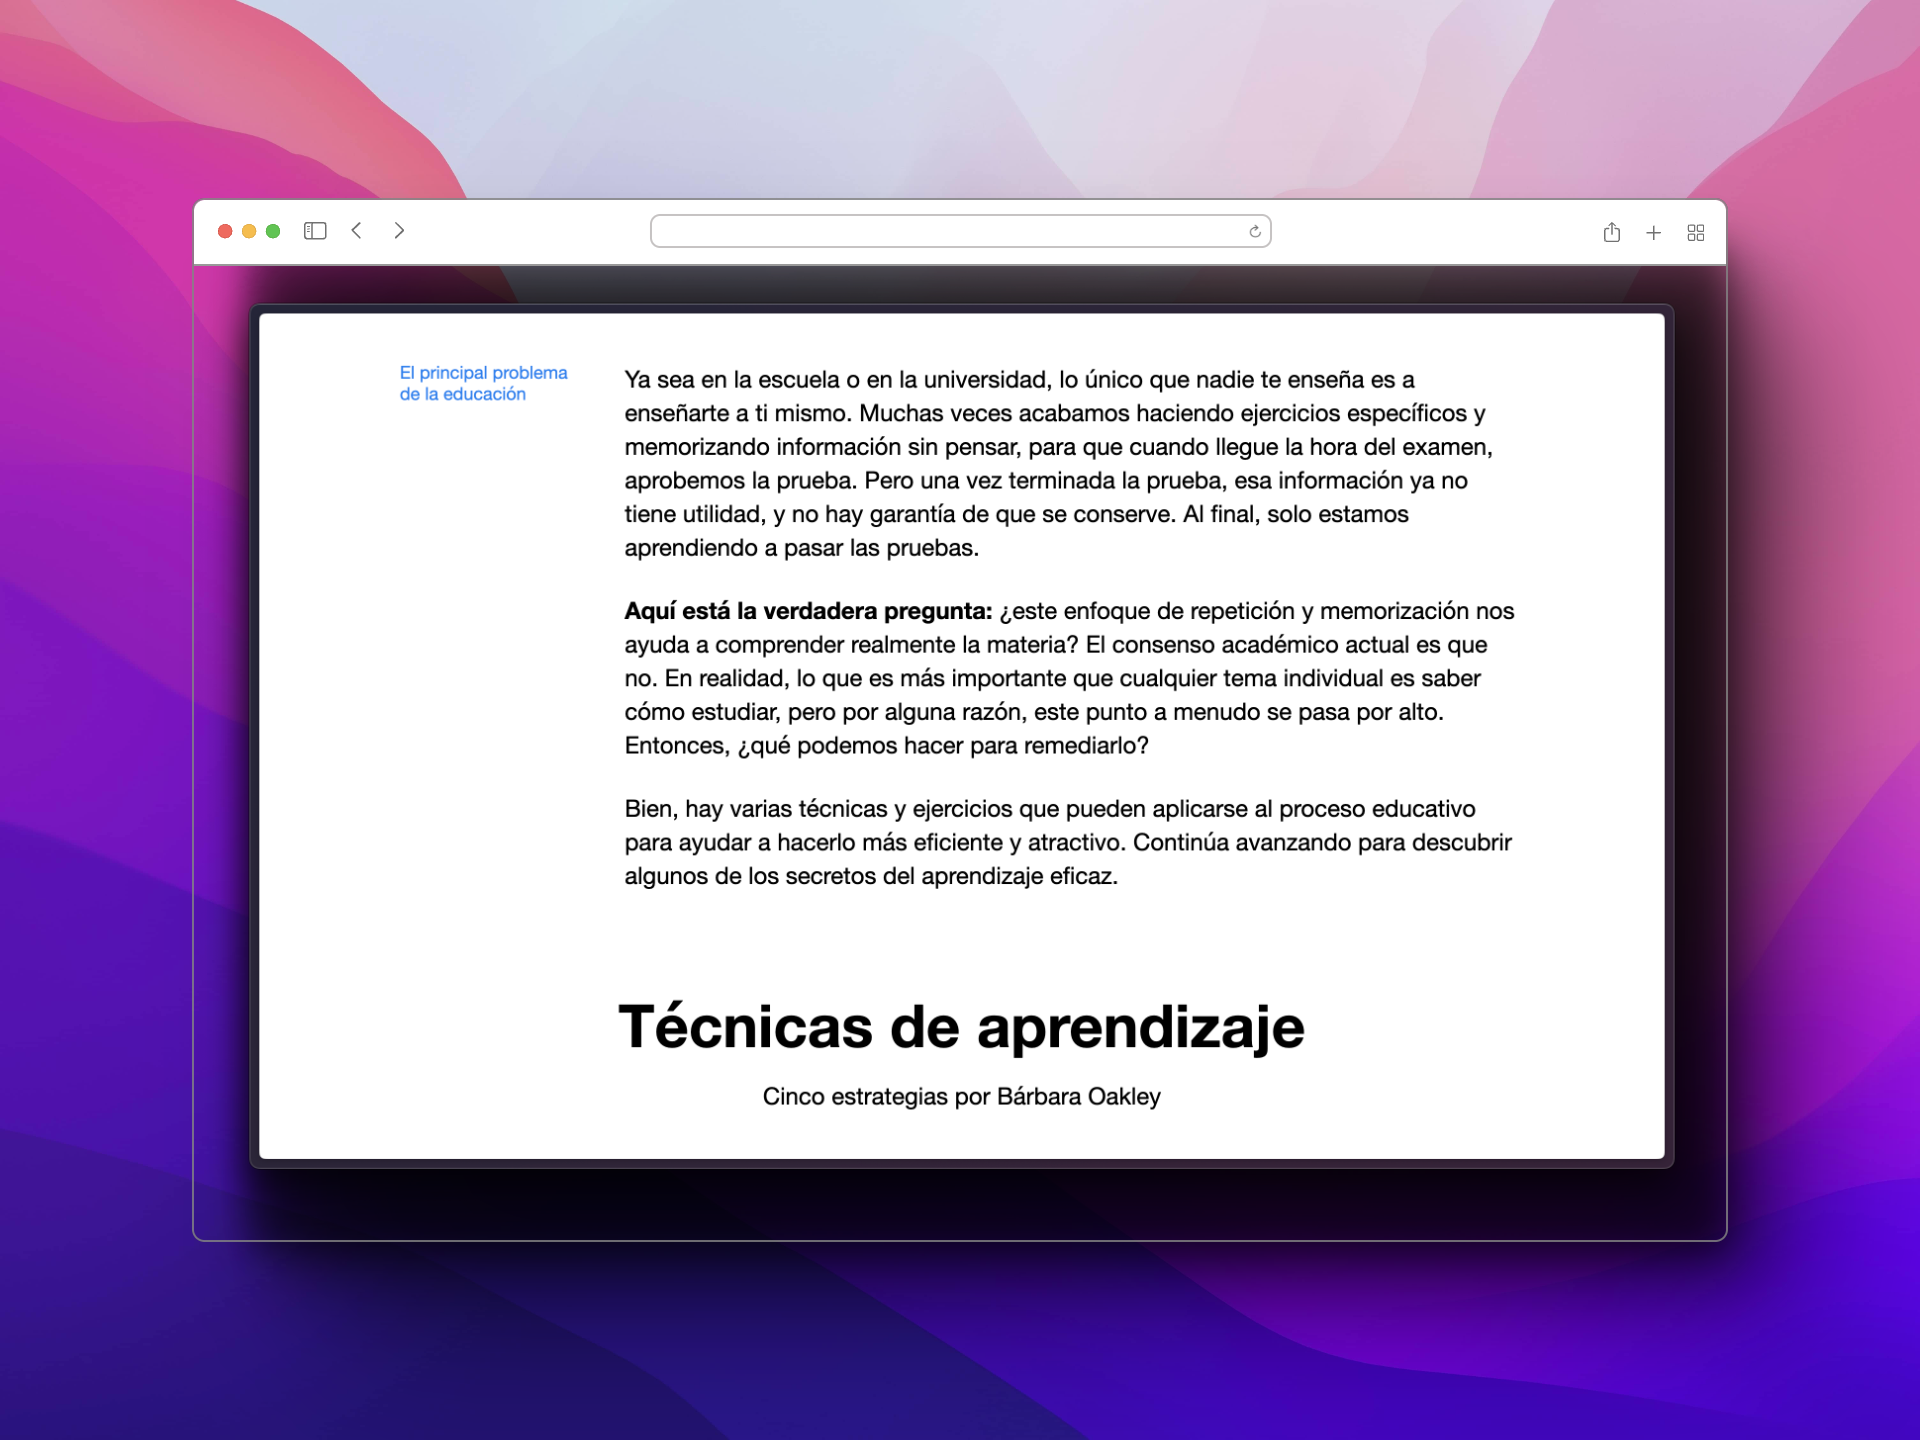 El principal problema
de la educación
Ya sea en la escuela o en la universidad, lo único que nadie te enseña es a
enseñarte a ti mismo. Muchas veces acabamos haciendo ejercicios específicos y
memorizando información sin pensar, para que cuando llegue la hora del examen,
aprobemos la prueba. Pero una vez terminada la prueba, esa información ya no
tiene utilidad, y no hay garantía de que se conserve. Al final, solo estamos
aprendiendo a pasar las pruebas.
Aquí está la verdadera pregunta: ¿este enfoque de repetición y memorización nos
ayuda a comprender realmente la materia? El consenso académico actual es que
no. En realidad, lo que es más importante que cualquier tema individual es saber
cómo estudiar, pero por alguna razón, este punto a menudo se pasa por alto.
Entonces, ¿qué podemos hacer para remediarlo?
Bien, hay varias técnicas y ejercicios que pueden aplicarse al proceso educativo
para ayudar a hacerlo más eficiente y atractivo. Continúa avanzando para descubrir
algunos de los secretos del aprendizaje eficaz.
Técnicas de aprendizaje
Cinco estrategias por Bárbara Oakley